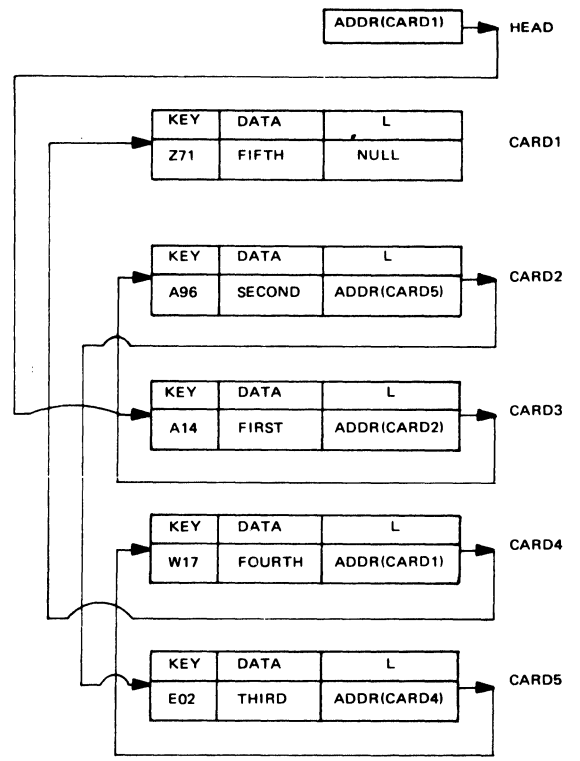 ADDR(CARD1) HEAD
KEY DATA L
CARD1
Z71 FIFTH NULL
KEY DATA L
CARD2
A96 SECOND ADDR(CARD5)
KEY DATA L
CARD3
A14 FIRST ADDR(CARD2)
KEY DATA L
CARD4
W17 FOURTH ADDR(CARD1)
KEY DATA L
CARD5
E02 THIRD ADDR(CARD4)